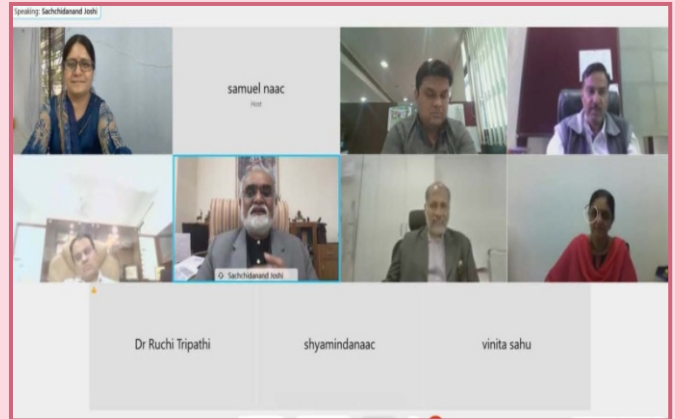 Speaking: Sachchidanand Joshi
samuel naac
Host
Sachchidanand Joshi
Dr Ruchi Tripathi
shyamindanaac
vinita sahu